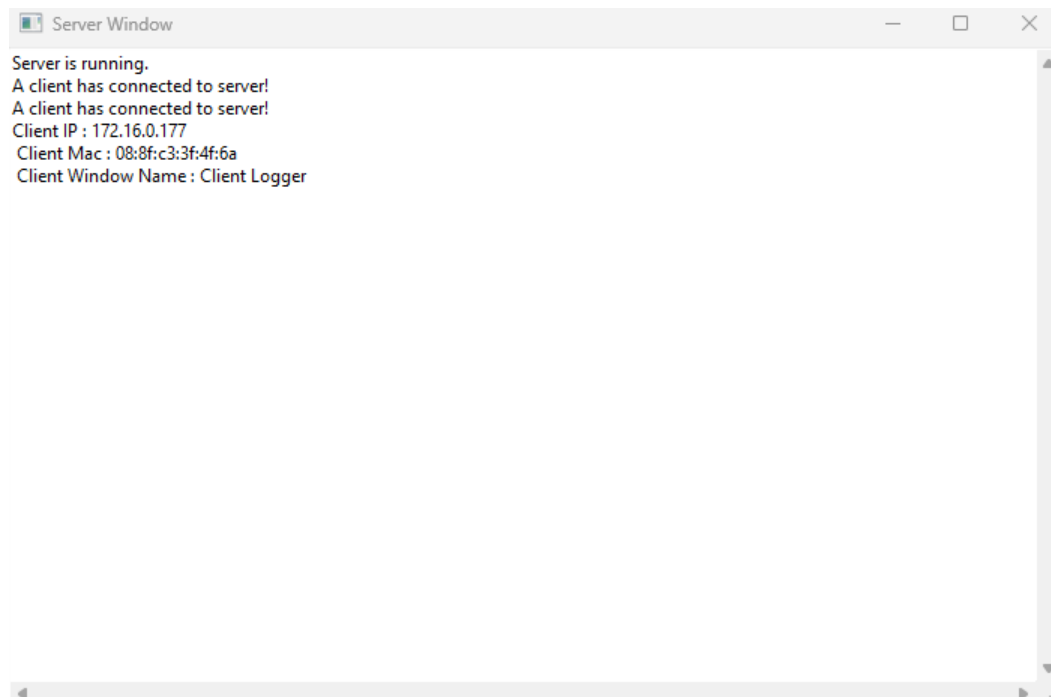 Server Window
Server is running.
A client has connected to server!
A client has connected to server!
Client IP : 172.16.0.177
Client Mac : 08:8f:c3:3f:4f:6a
Client Window Name : Client Logger